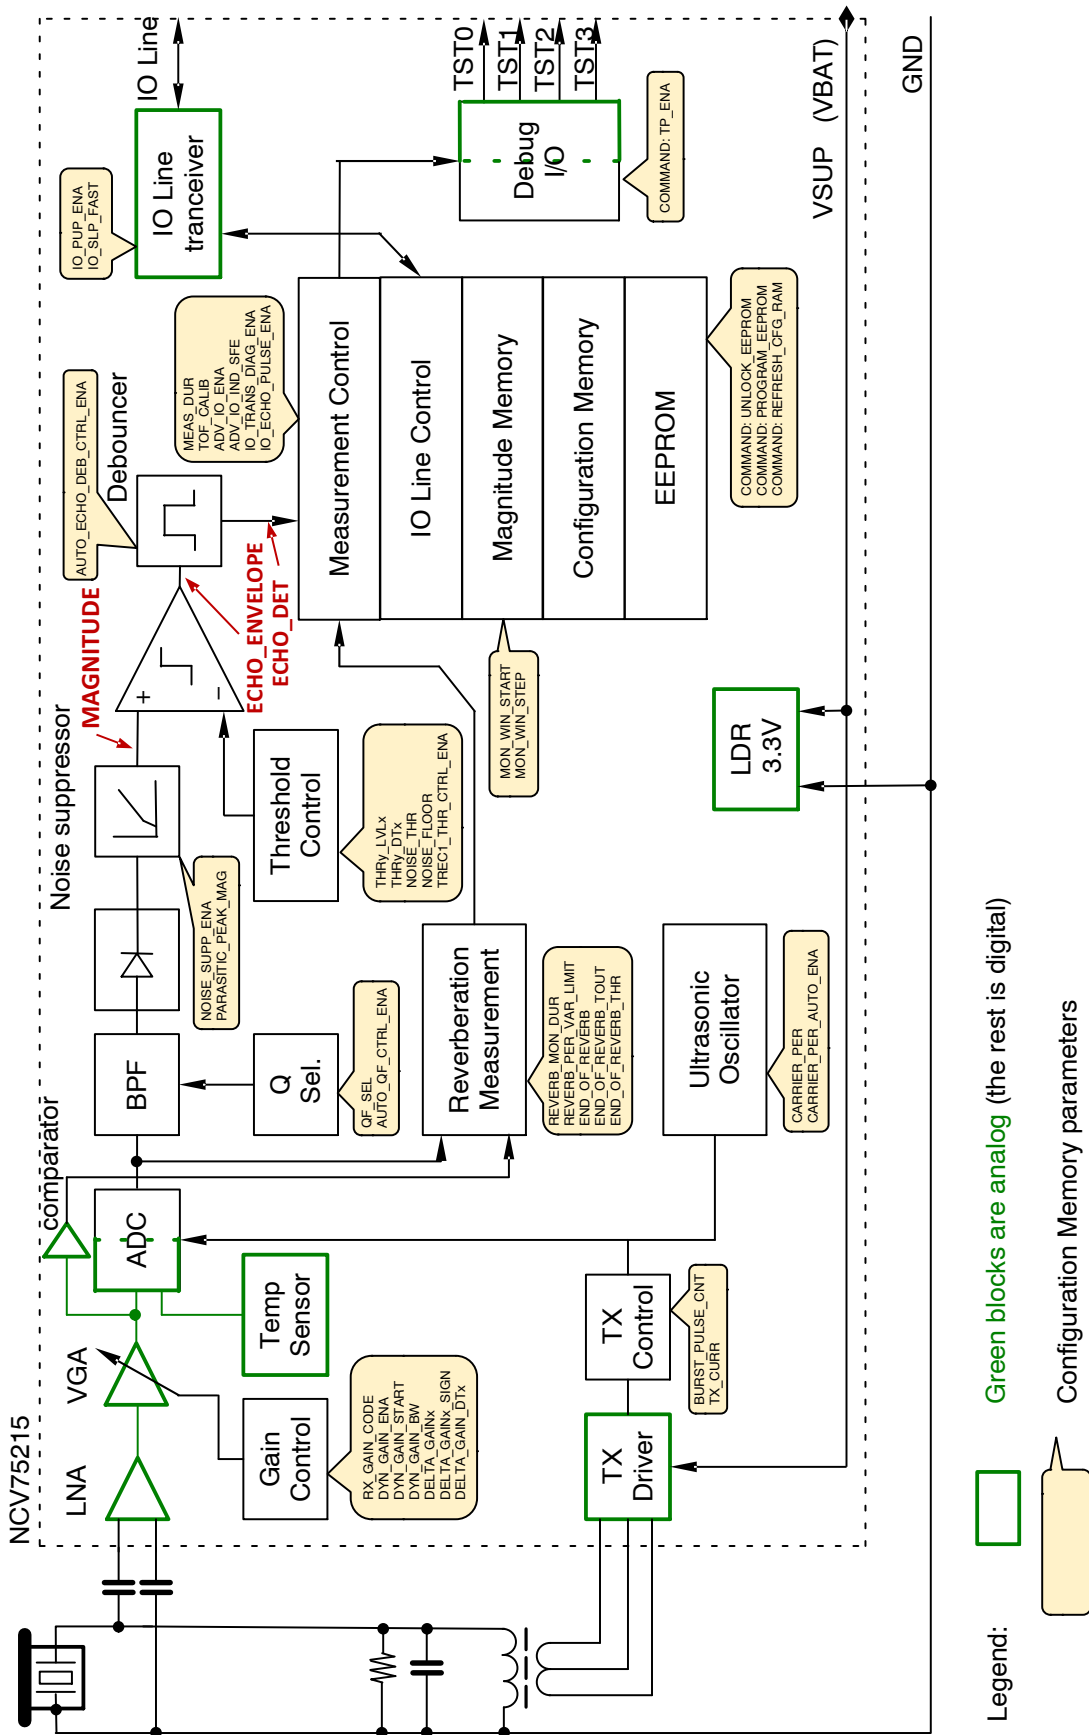 NCV75215
LNA
VGA
comparator
Noise suppressor
MAGNITUDE
AUTO_ECHO_DEB_CTRL_ENA
Debouncer
IO_PUP_ENA
IO_SLP_FAST
IO Line
tranceiver
IO Line
ADC
BPF
+
−
ECHO_ENVELOPE
ECHO_DET
NOISE_SUPP_ENA
PARASITIC_PEAK_MAG
MEAS_DUR
TOF_CALIB
ADV_IO_ENA
ADV_IO_IND_SFE
IO_TRANS_DIAG_ENA
IO_ECHO_PULSE_ENA
Gain
Control
RX_GAIN_CODE
DYN_GAIN_ENA
DYN_GAIN_START
DYN_GAIN_BW
DELTA_GAINx
DELTA_GAINx_SIGN
DELTA_GAIN_DTx
Temp
Sensor
Q
Sel.
QF_SEL
AUTO_QF_CTRL_ENA
Threshold
Control
THRy_LVLx
THRy_DTx
NOISE_THR
NOISE_FLOOR
TREC1_THR_CTRL_ENA
Measurement Control
IO Line Control
Magnitude Memory
Configuration Memory
EEPROM
MON_WIN_START
MON_WIN_STEP
COMMAND: UNLOCK_EEPROM
COMMAND: PROGRAM_EEPROM
COMMAND: REFRESH_CFG_RAM
Debug
I/O
TST0
TST1
TST2
TST3
COMMAND: TP_ENA
Reverberation
Measurement
REVERB_MON_DUR
REVERB_PER_VAR_LIMIT
END_OF_REVERB
END_OF_REVERB_TOUT
END_OF_REVERB_THR
TX
Driver
TX
Control
BURST_PULSE_CNT
TX_CURR
Ultrasonic
Oscillator
CARRIER_PER
CARRIER_PER_AUTO_ENA
LDR
3.3V
VSUP (VBAT)
GND
Legend:
Green blocks are analog (the rest is digital)
Configuration Memory parameters